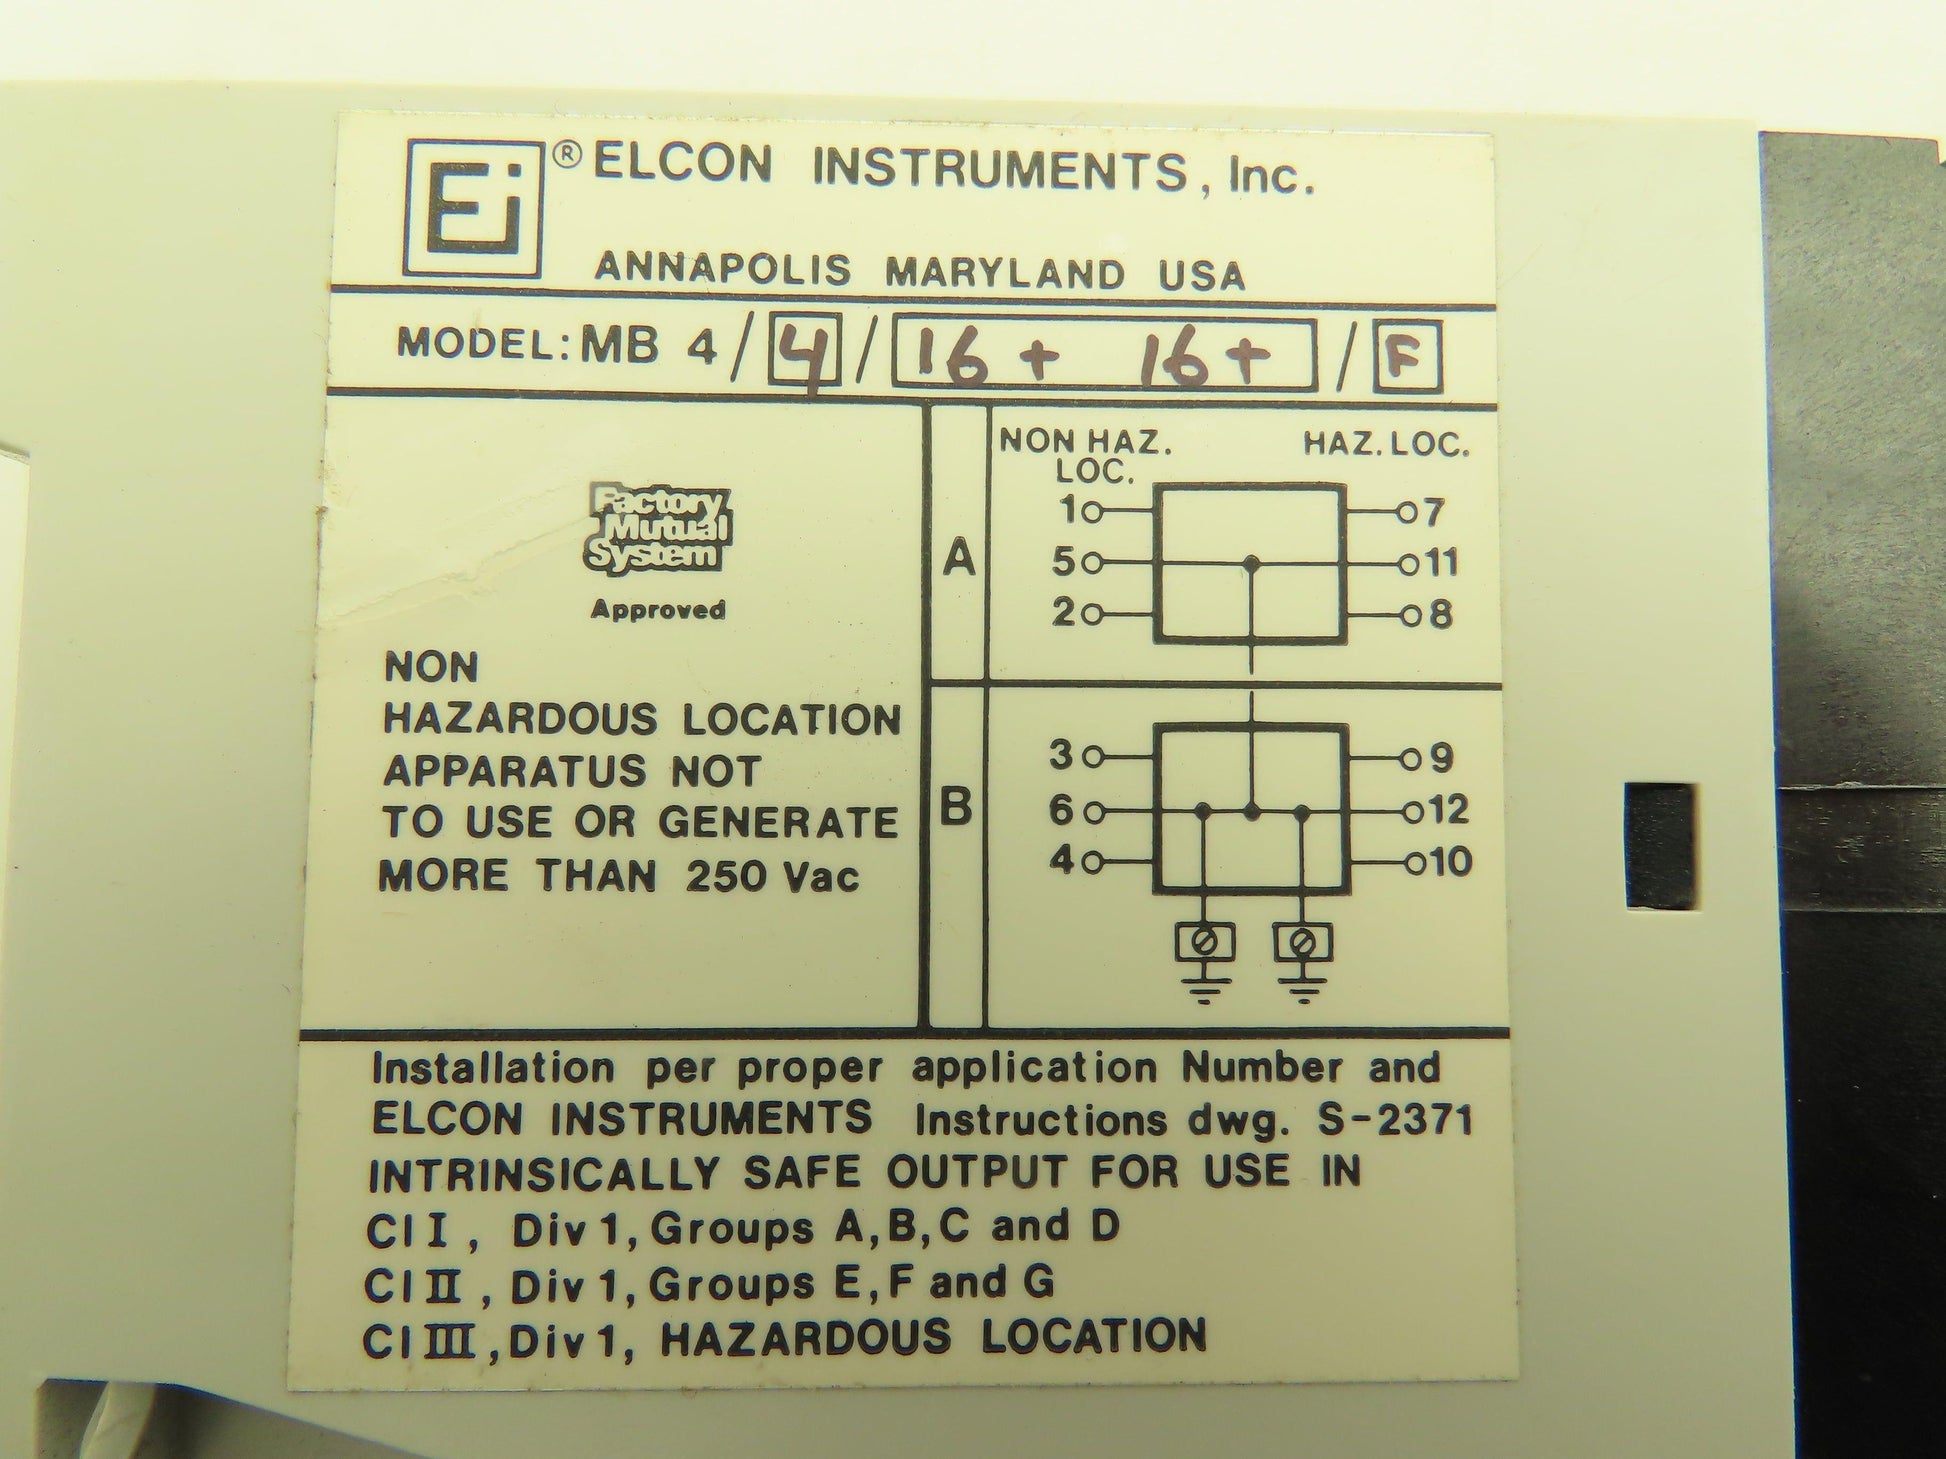 Ei ® ELCON INSTRUMENTS, Inc.
ANNAPOLIS MARYLAND USA
MODEL: MB 4 / 4 / 16 + 16 + / F
Factory
Mutual
System
Approved
NON
HAZARDOUS LOCATION
APPARATUS NOT
TO USE OR GENERATE
MORE THAN 250 Vac
A
NON HAZ. HAZ. LOC.
LOC.
1 7
5 11
2 8
B
3 9
6 12
4 10
Installation per proper application Number and
ELCON INSTRUMENTS Instructions dwg. S-2371
INTRINSICALLY SAFE OUTPUT FOR USE IN
Cl I, Div 1, Groups A, B, C and D
Cl II, Div 1, Groups E, F and G
Cl III, Div 1, HAZARDOUS LOCATION